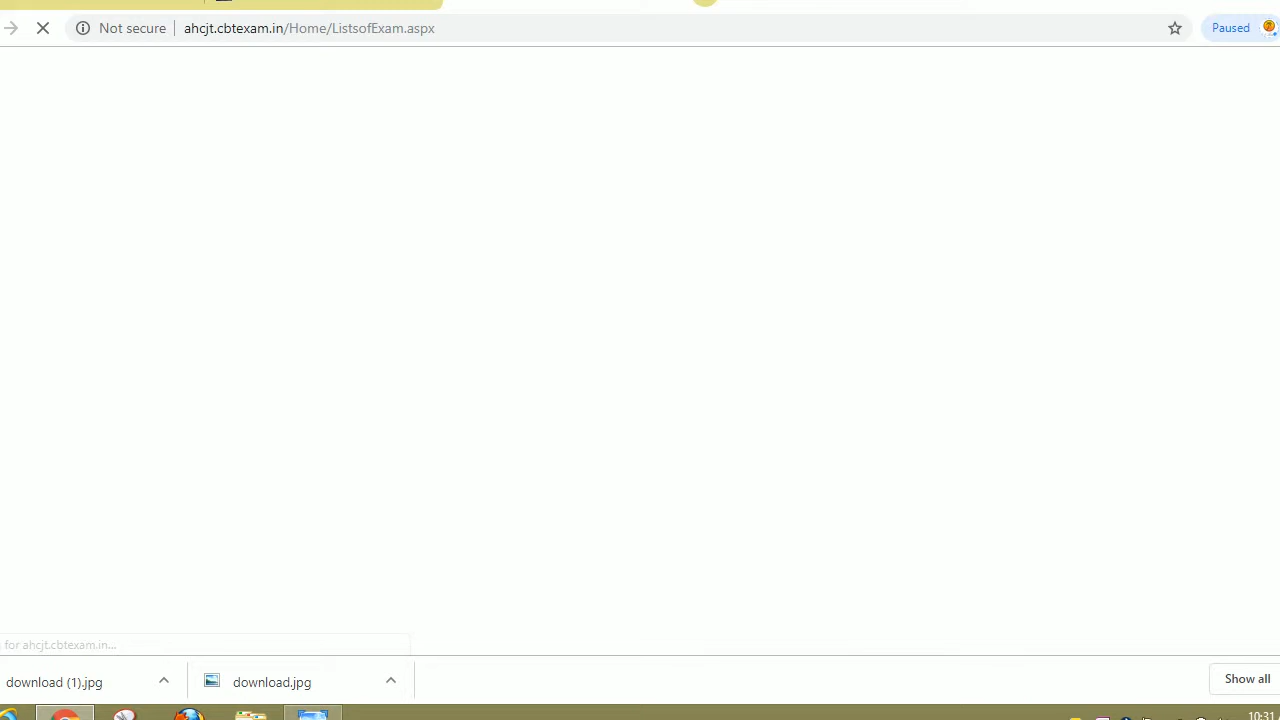 Not secure ahcjt.cbtexam.in/Home/ListsofExam.aspx Paused
for ahcjt.cbtexam.in...
download (1).jpg download.jpg Show all
10:31